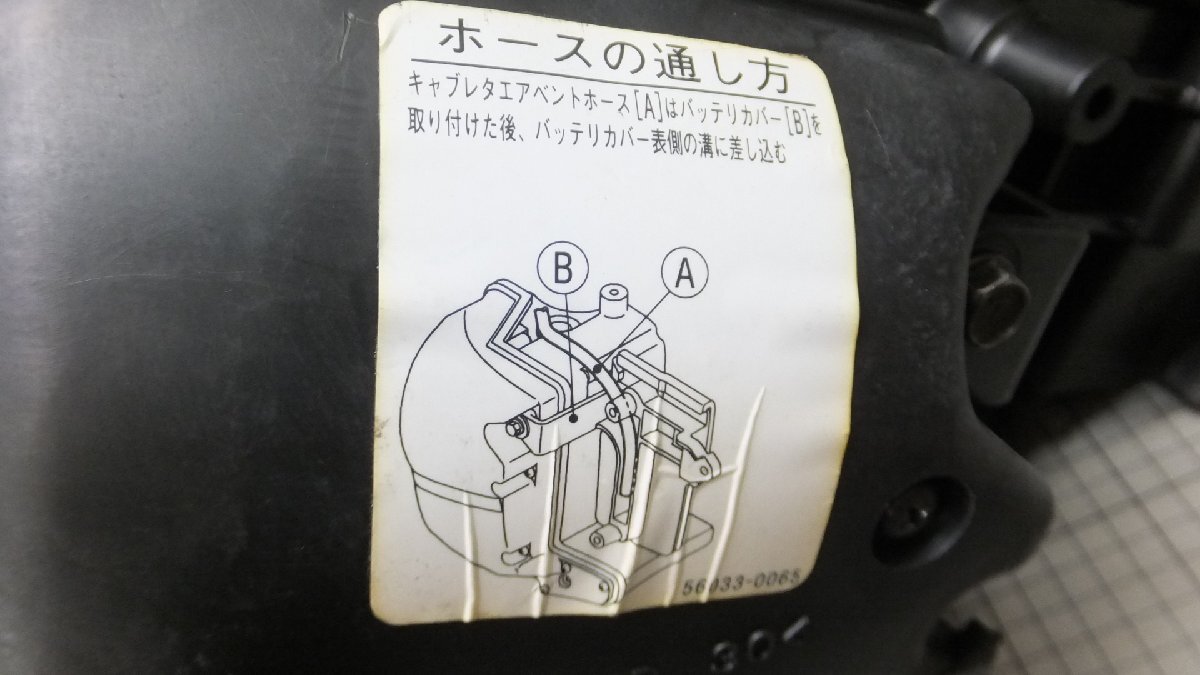 ホースの通し方
キャブレタエアベントホース[A]はバッテリカバー[B]を
取り付けた後、バッテリカバー表側の溝に差し込む
B
A
56033-0065
30